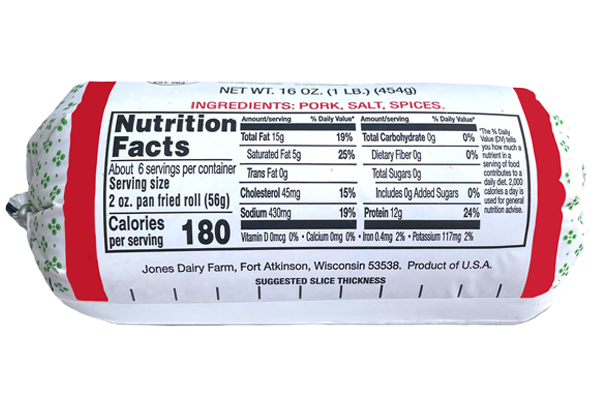 NET WT. 16 OZ. (1 LB.) (454g)
INGREDIENTS: PORK, SALT, SPICES.
Nutrition
Facts
About 6 servings per container
Serving size
2 oz. pan fried roll (56g)
Calories
per serving 180
Amount/serving % Daily Value*
Total Fat 15g 19%
Saturated Fat 5g 25%
Trans Fat 0g
Cholesterol 45mg 15%
Sodium 430mg 19%
Amount/serving % Daily Value*
Total Carbohydrate 0g 0%
Dietary Fiber 0g 0%
Total Sugars 0g
Includes 0g Added Sugars 0%
Protein 12g 24%
Vitamin D 0mcg 0% • Calcium 0mg 0% • Iron 0.4mg 2% • Potassium 117mg 2%
*The % Daily
Value (DV) tells
you how much a
nutrient in a
serving of food
contributes to a
daily diet. 2,000
calories a day is
used for general
nutrition advise.
Jones Dairy Farm, Fort Atkinson, Wisconsin 53538. Product of U.S.A.
SUGGESTED SLICE THICKNESS